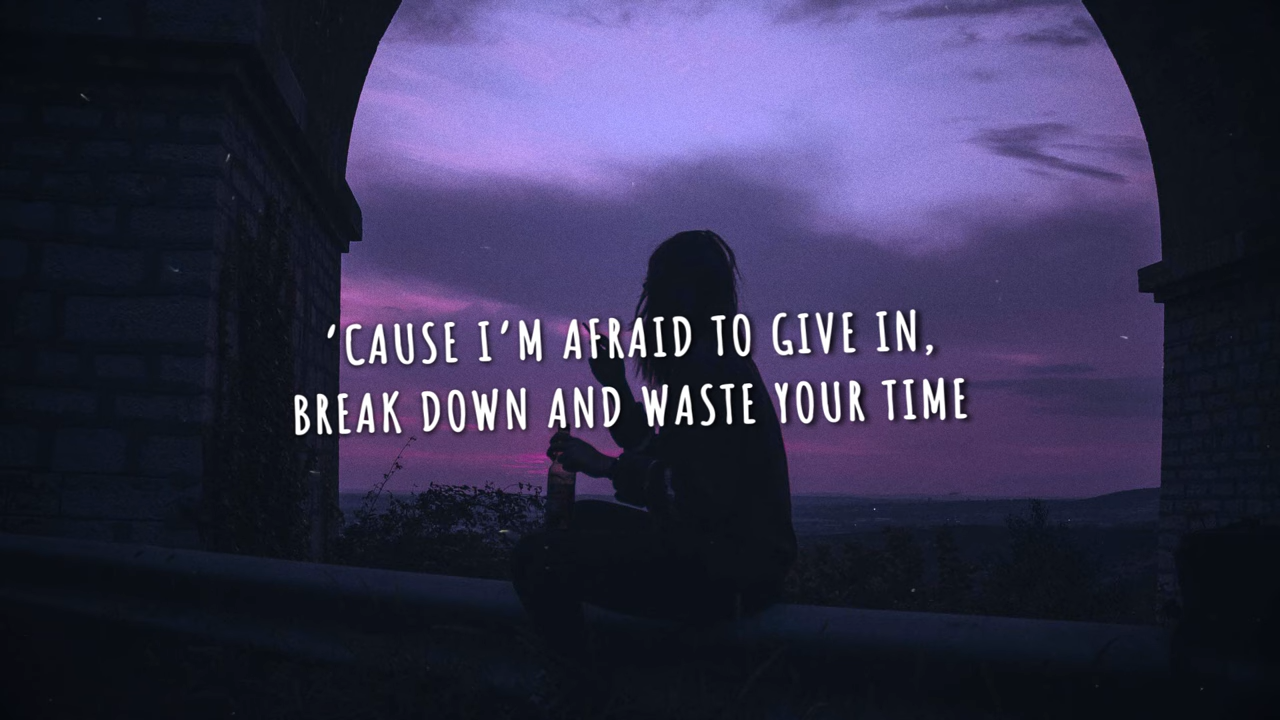 ‘CAUSE I’M AFRAID TO GIVE IN,
BREAK DOWN AND WASTE YOUR TIME